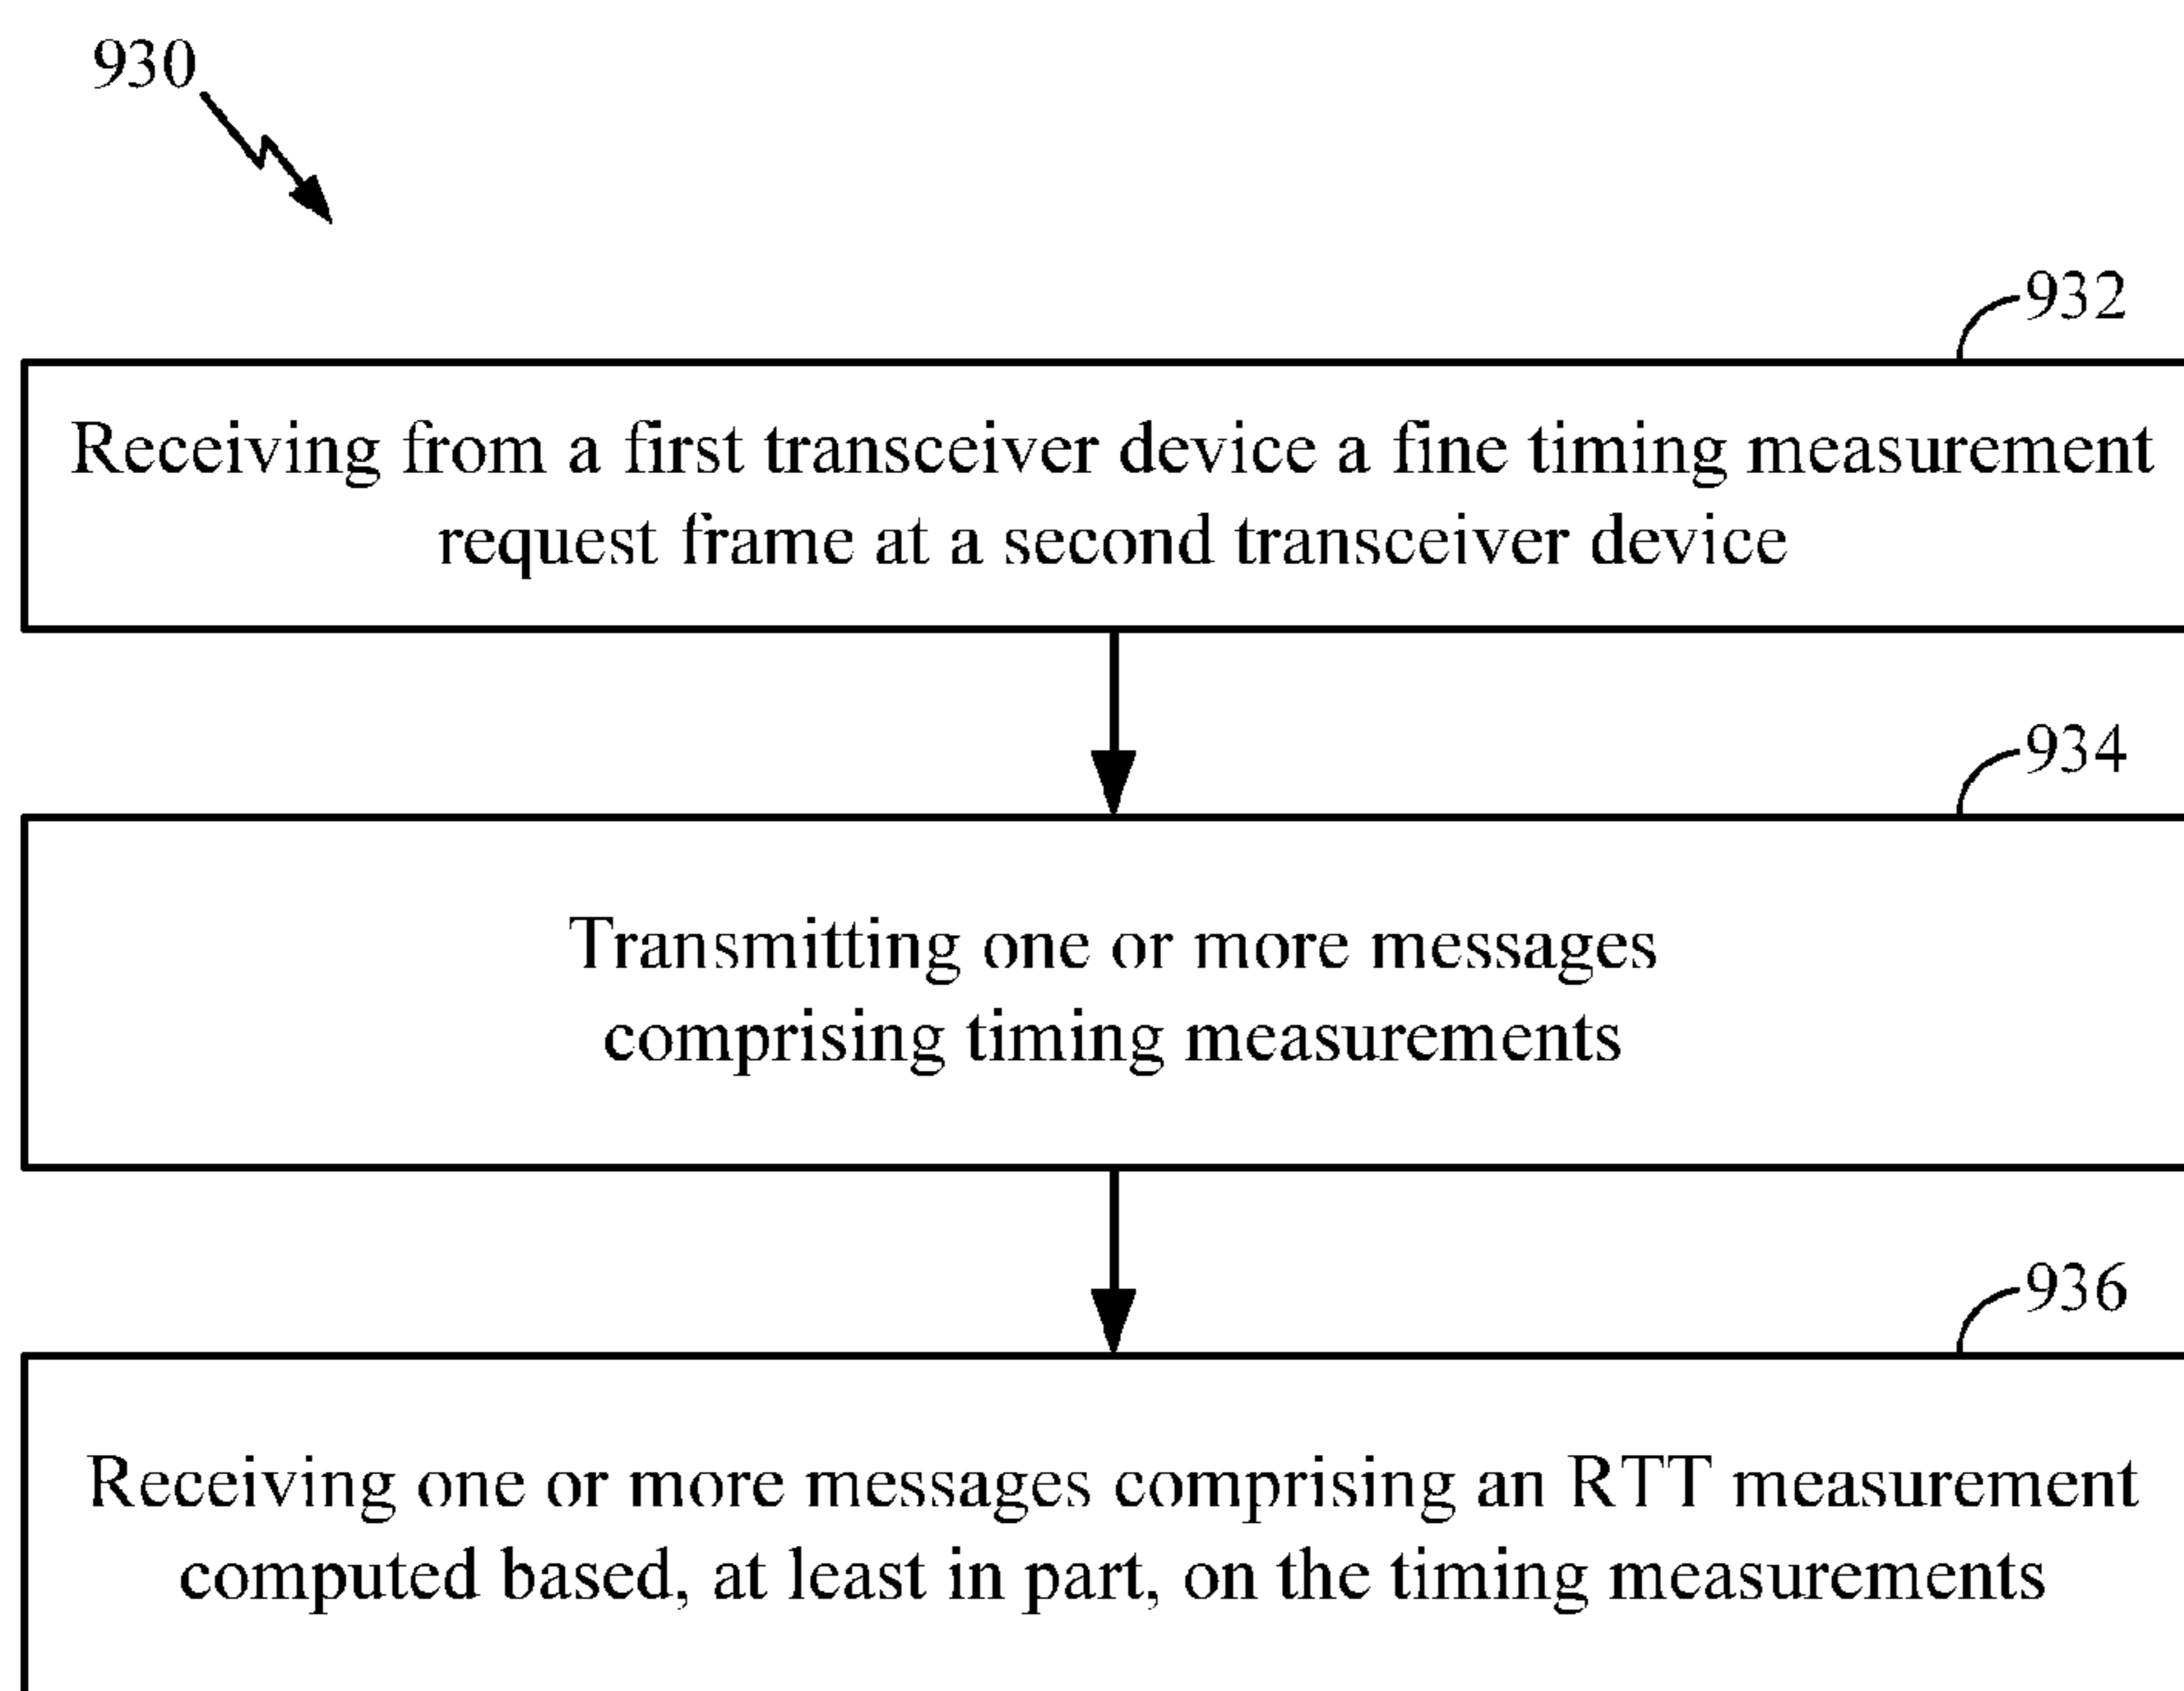 930
932
Receiving from a first transceiver device a fine timing measurement
request frame at a second transceiver device
934
Transmitting one or more messages
comprising timing measurements
936
Receiving one or more messages comprising an RTT measurement
computed based, at least in part, on the timing measurements